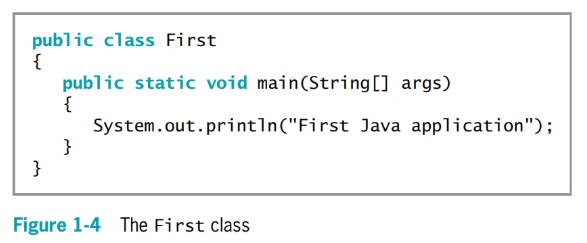 public class First
{
   public static void main(String[] args)
   {
      System.out.println("First Java application");
   }
}
Figure 1-4 The First class